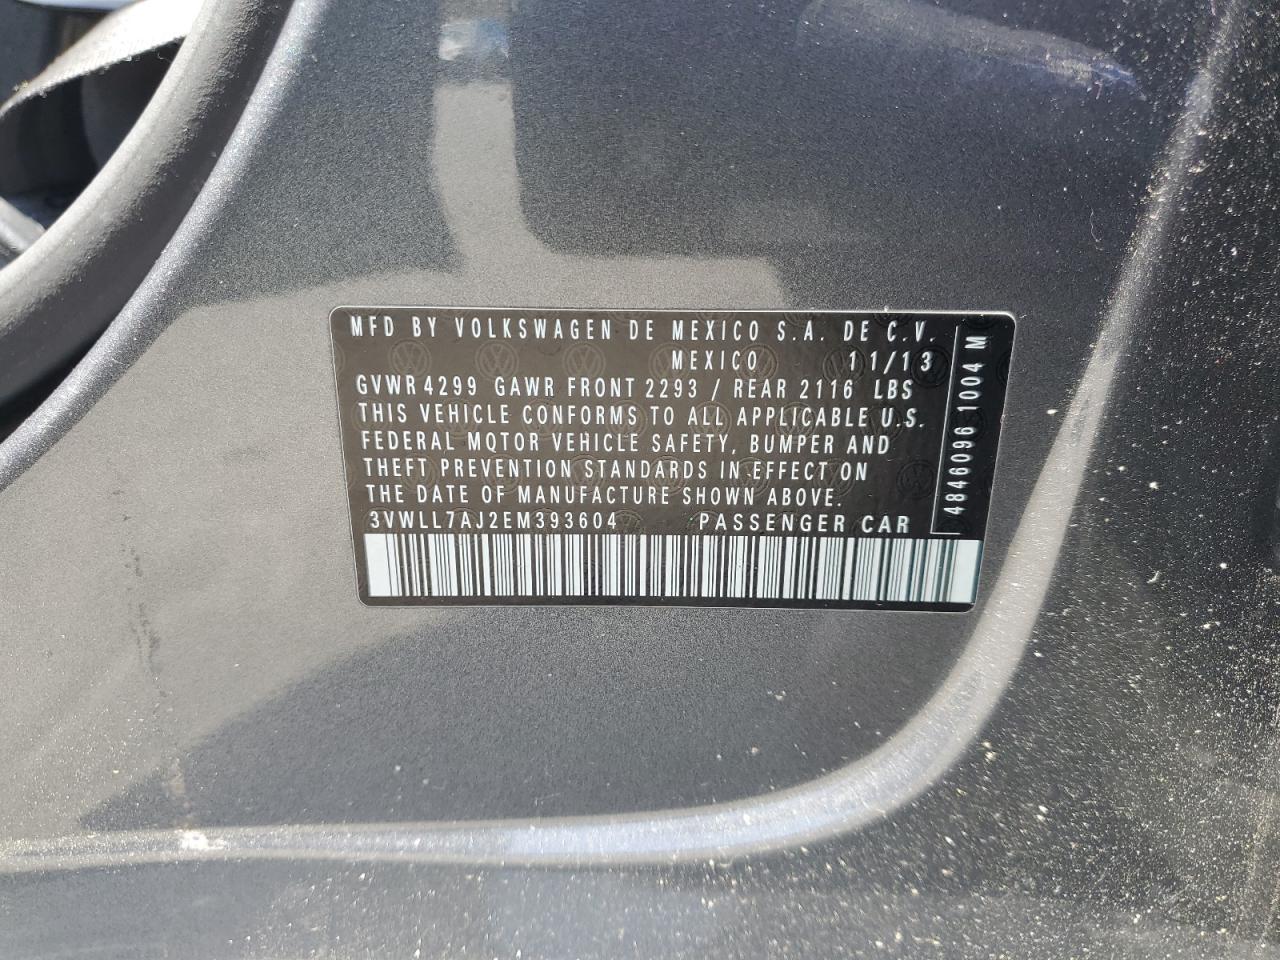 MFD BY VOLKSWAGEN DE MEXICO S.A. DE C.V.
MEXICO 11/13
GVWR 4299 GAWR FRONT 2293 / REAR 2116 LBS
THIS VEHICLE CONFORMS TO ALL APPLICABLE U.S.
FEDERAL MOTOR VEHICLE SAFETY, BUMPER AND
THEFT PREVENTION STANDARDS IN EFFECT ON
THE DATE OF MANUFACTURE SHOWN ABOVE.
3VWLL7AJ2EM393604 PASSENGER CAR
4846096 1004 M